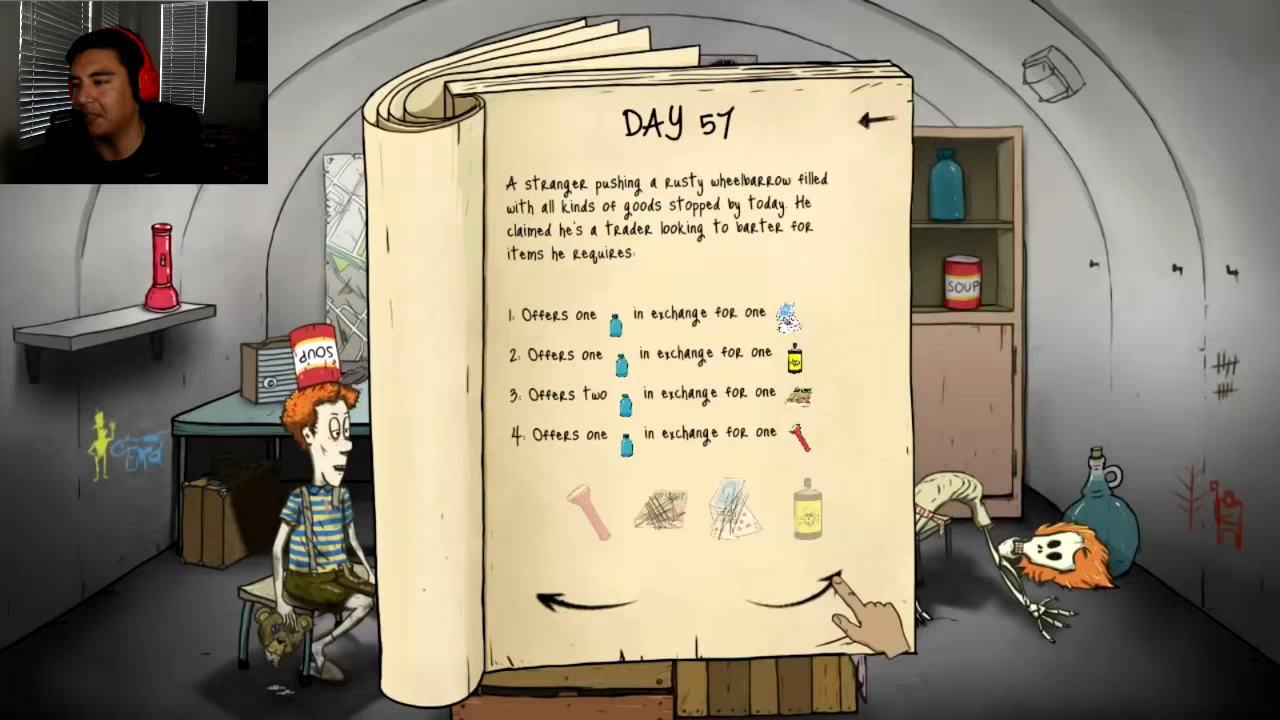 DAY 57
A stranger pushing a rusty wheelbarrow filled
with all kinds of goods stopped by today. He
claimed he's a trader looking to barter for
items he requires:
1: Offers one in exchange for one
2: Offers one in exchange for one
3: Offers two in exchange for one
4: Offers one in exchange for one
SOUP
SOUP